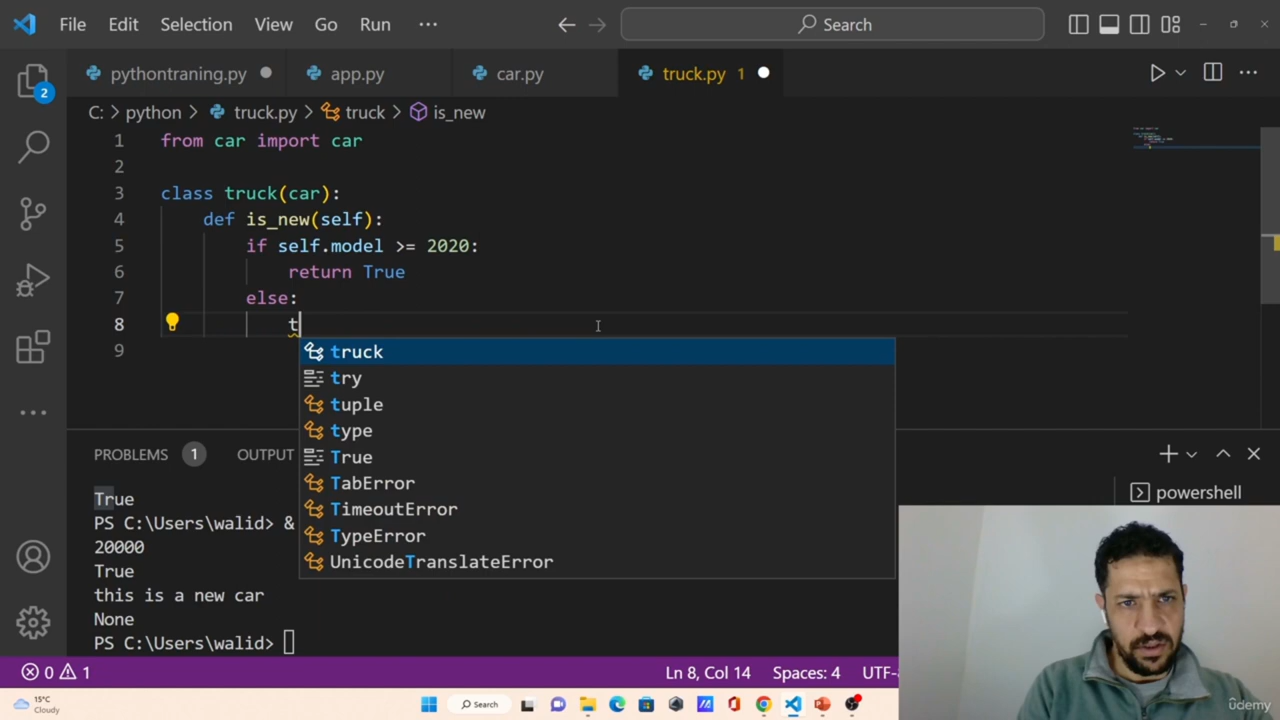 File Edit Selection View Go Run ... Search
pythontraning.py app.py car.py truck.py 1
2
C: > python > truck.py > truck > is_new
1 from car import car
2
3 class truck(car):
4 def is_new(self):
5 if self.model >= 2020:
6 return True
7 else:
8 t
9
truck
try
tuple
type
True
TabError
TimeoutError
TypeError
UnicodeTranslateError
PROBLEMS 1 OUTPUT
powershell
True
PS C:\Users\walid> &
20000
True
this is a new car
None
PS C:\Users\walid>
0 1 Ln 8, Col 14 Spaces: 4 UTF-
15°C
Cloudy
Search
udemy